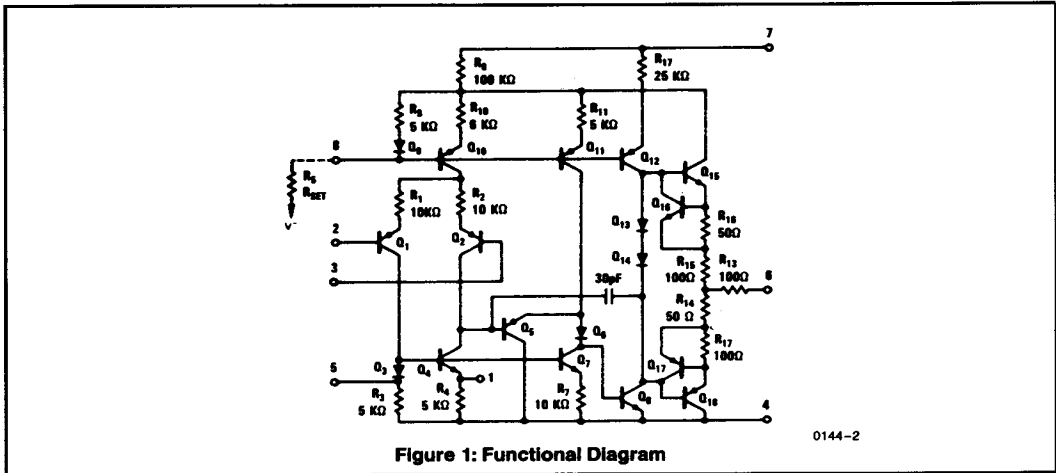 7
R8
100 KΩ
R17
25 KΩ
R9
5 KΩ
R10
6 KΩ
R11
5 KΩ
Q9
8
Q10
Q11
Q12
Q15
R5
RSET
V-
R1
10KΩ
R2
10 KΩ
Q16
R16
50Ω
2
Q1
Q2
Q13
3
Q14
R15
100Ω
R13
100Ω
6
30pF
R14
50 Ω
Q5
Q6
R17
100Ω
Q3
Q4
Q7
Q17
5
1
R3
5 KΩ
R4
5 KΩ
R7
10 KΩ
Q8
Q18
4
0144-2
Figure 1: Functional Diagram